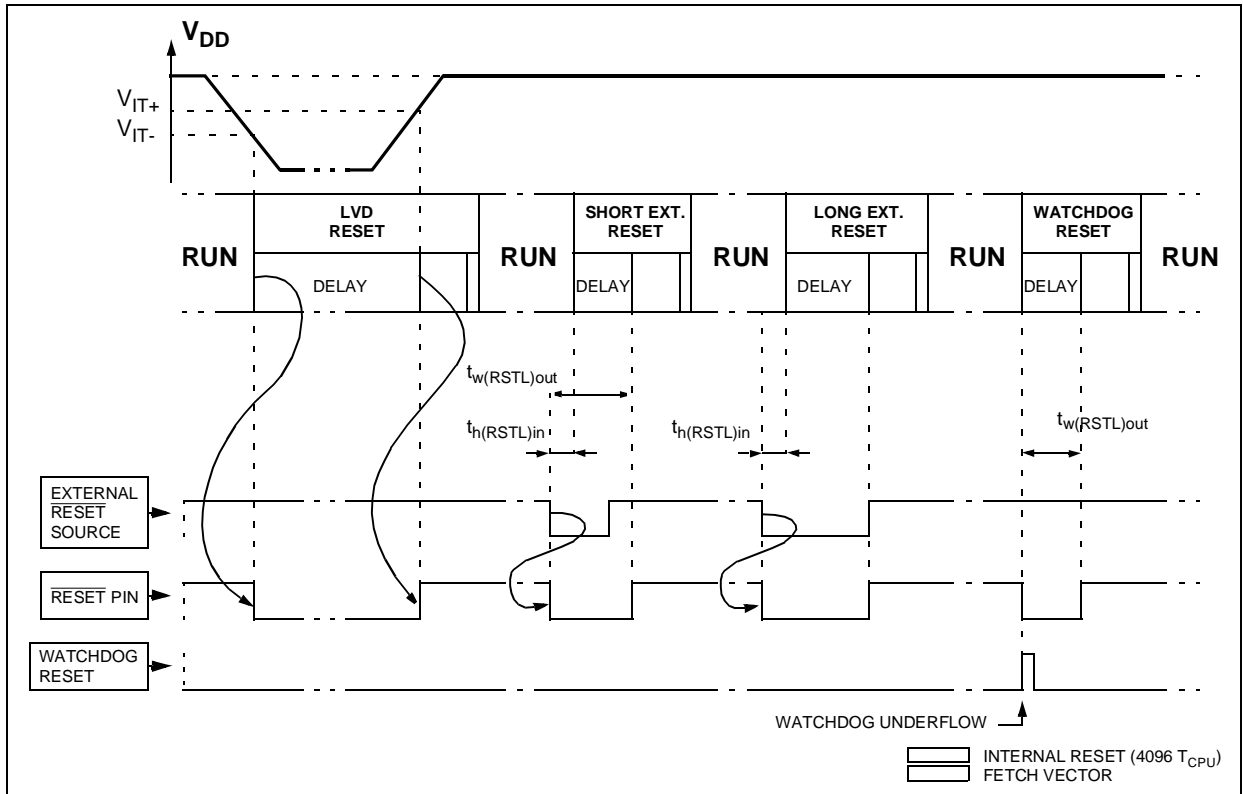 VDD
VIT+
VIT-
LVD
RESET
SHORT EXT.
RESET
LONG EXT.
RESET
WATCHDOG
RESET
RUN
RUN
RUN
RUN
RUN
DELAY
DELAY
DELAY
DELAY
tw(RSTL)out
th(RSTL)in
th(RSTL)in
tw(RSTL)out
EXTERNAL
RESET
SOURCE
RESET PIN
WATCHDOG
RESET
WATCHDOG UNDERFLOW
INTERNAL RESET (4096 TCPU)
FETCH VECTOR